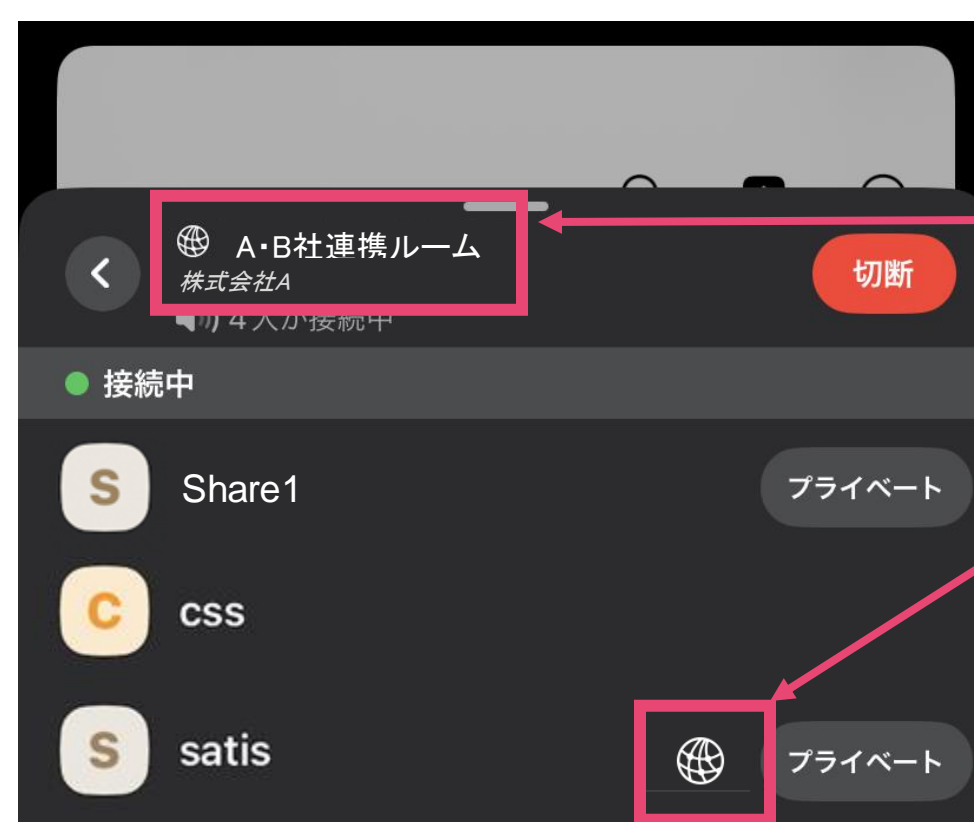 A・B社連携ルーム
株式会社A
4人が接続中
切断
接続中
S
Share1
プライベート
C
css
S
satis
プライベート